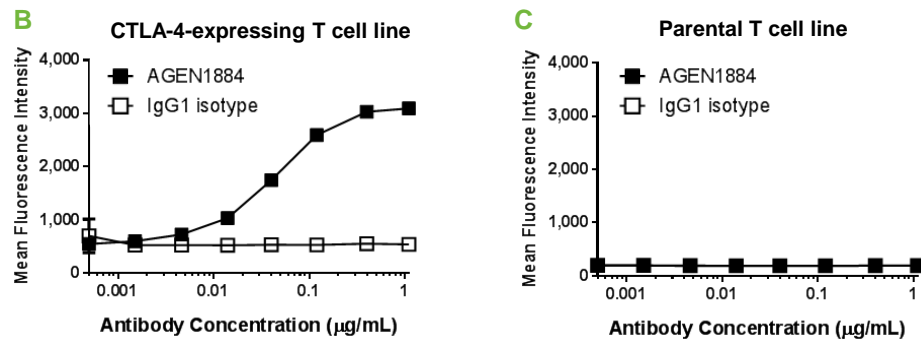 B
CTLA-4-expressing T cell line
Mean Fluorescence Intensity
4,000
3,000
2,000
1,000
0
AGEN1884
IgG1 isotype
0.001
0.01
0.1
1
Antibody Concentration (µg/mL)
C
Parental T cell line
Mean Fluorescence Intensity
4,000
3,000
2,000
1,000
0
AGEN1884
IgG1 isotype
0.001
0.01
0.1
1
Antibody Concentration (µg/mL)